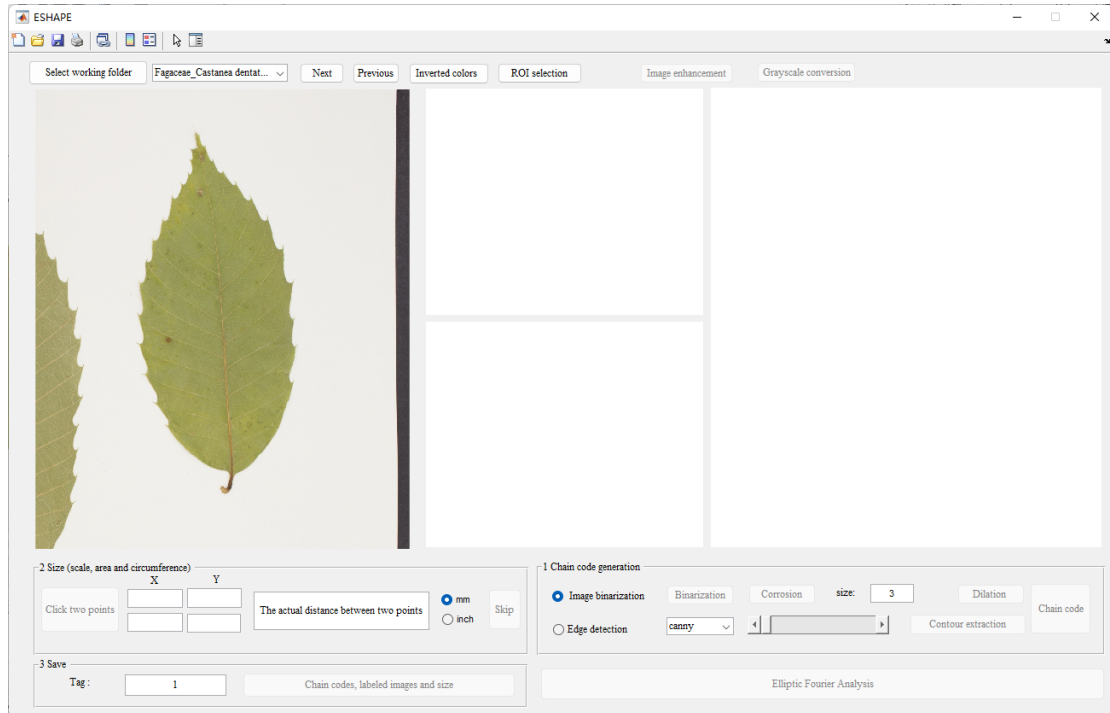 ESHAPE
Select working folder Fagaceae_Castanea dentat... Next Previous Inverted colors ROI selection Image enhancement Grayscale conversion
2 Size (scale, area and circumference)
X Y
Click two points The actual distance between two points mm Skip
inch
1 Chain code generation
Image binarization Binarization Corrosion size: 3 Dilation Chain code
Edge detection canny Contour extraction
3 Save
Tag : 1 Chain codes, labeled images and size
Elliptic Fourier Analysis